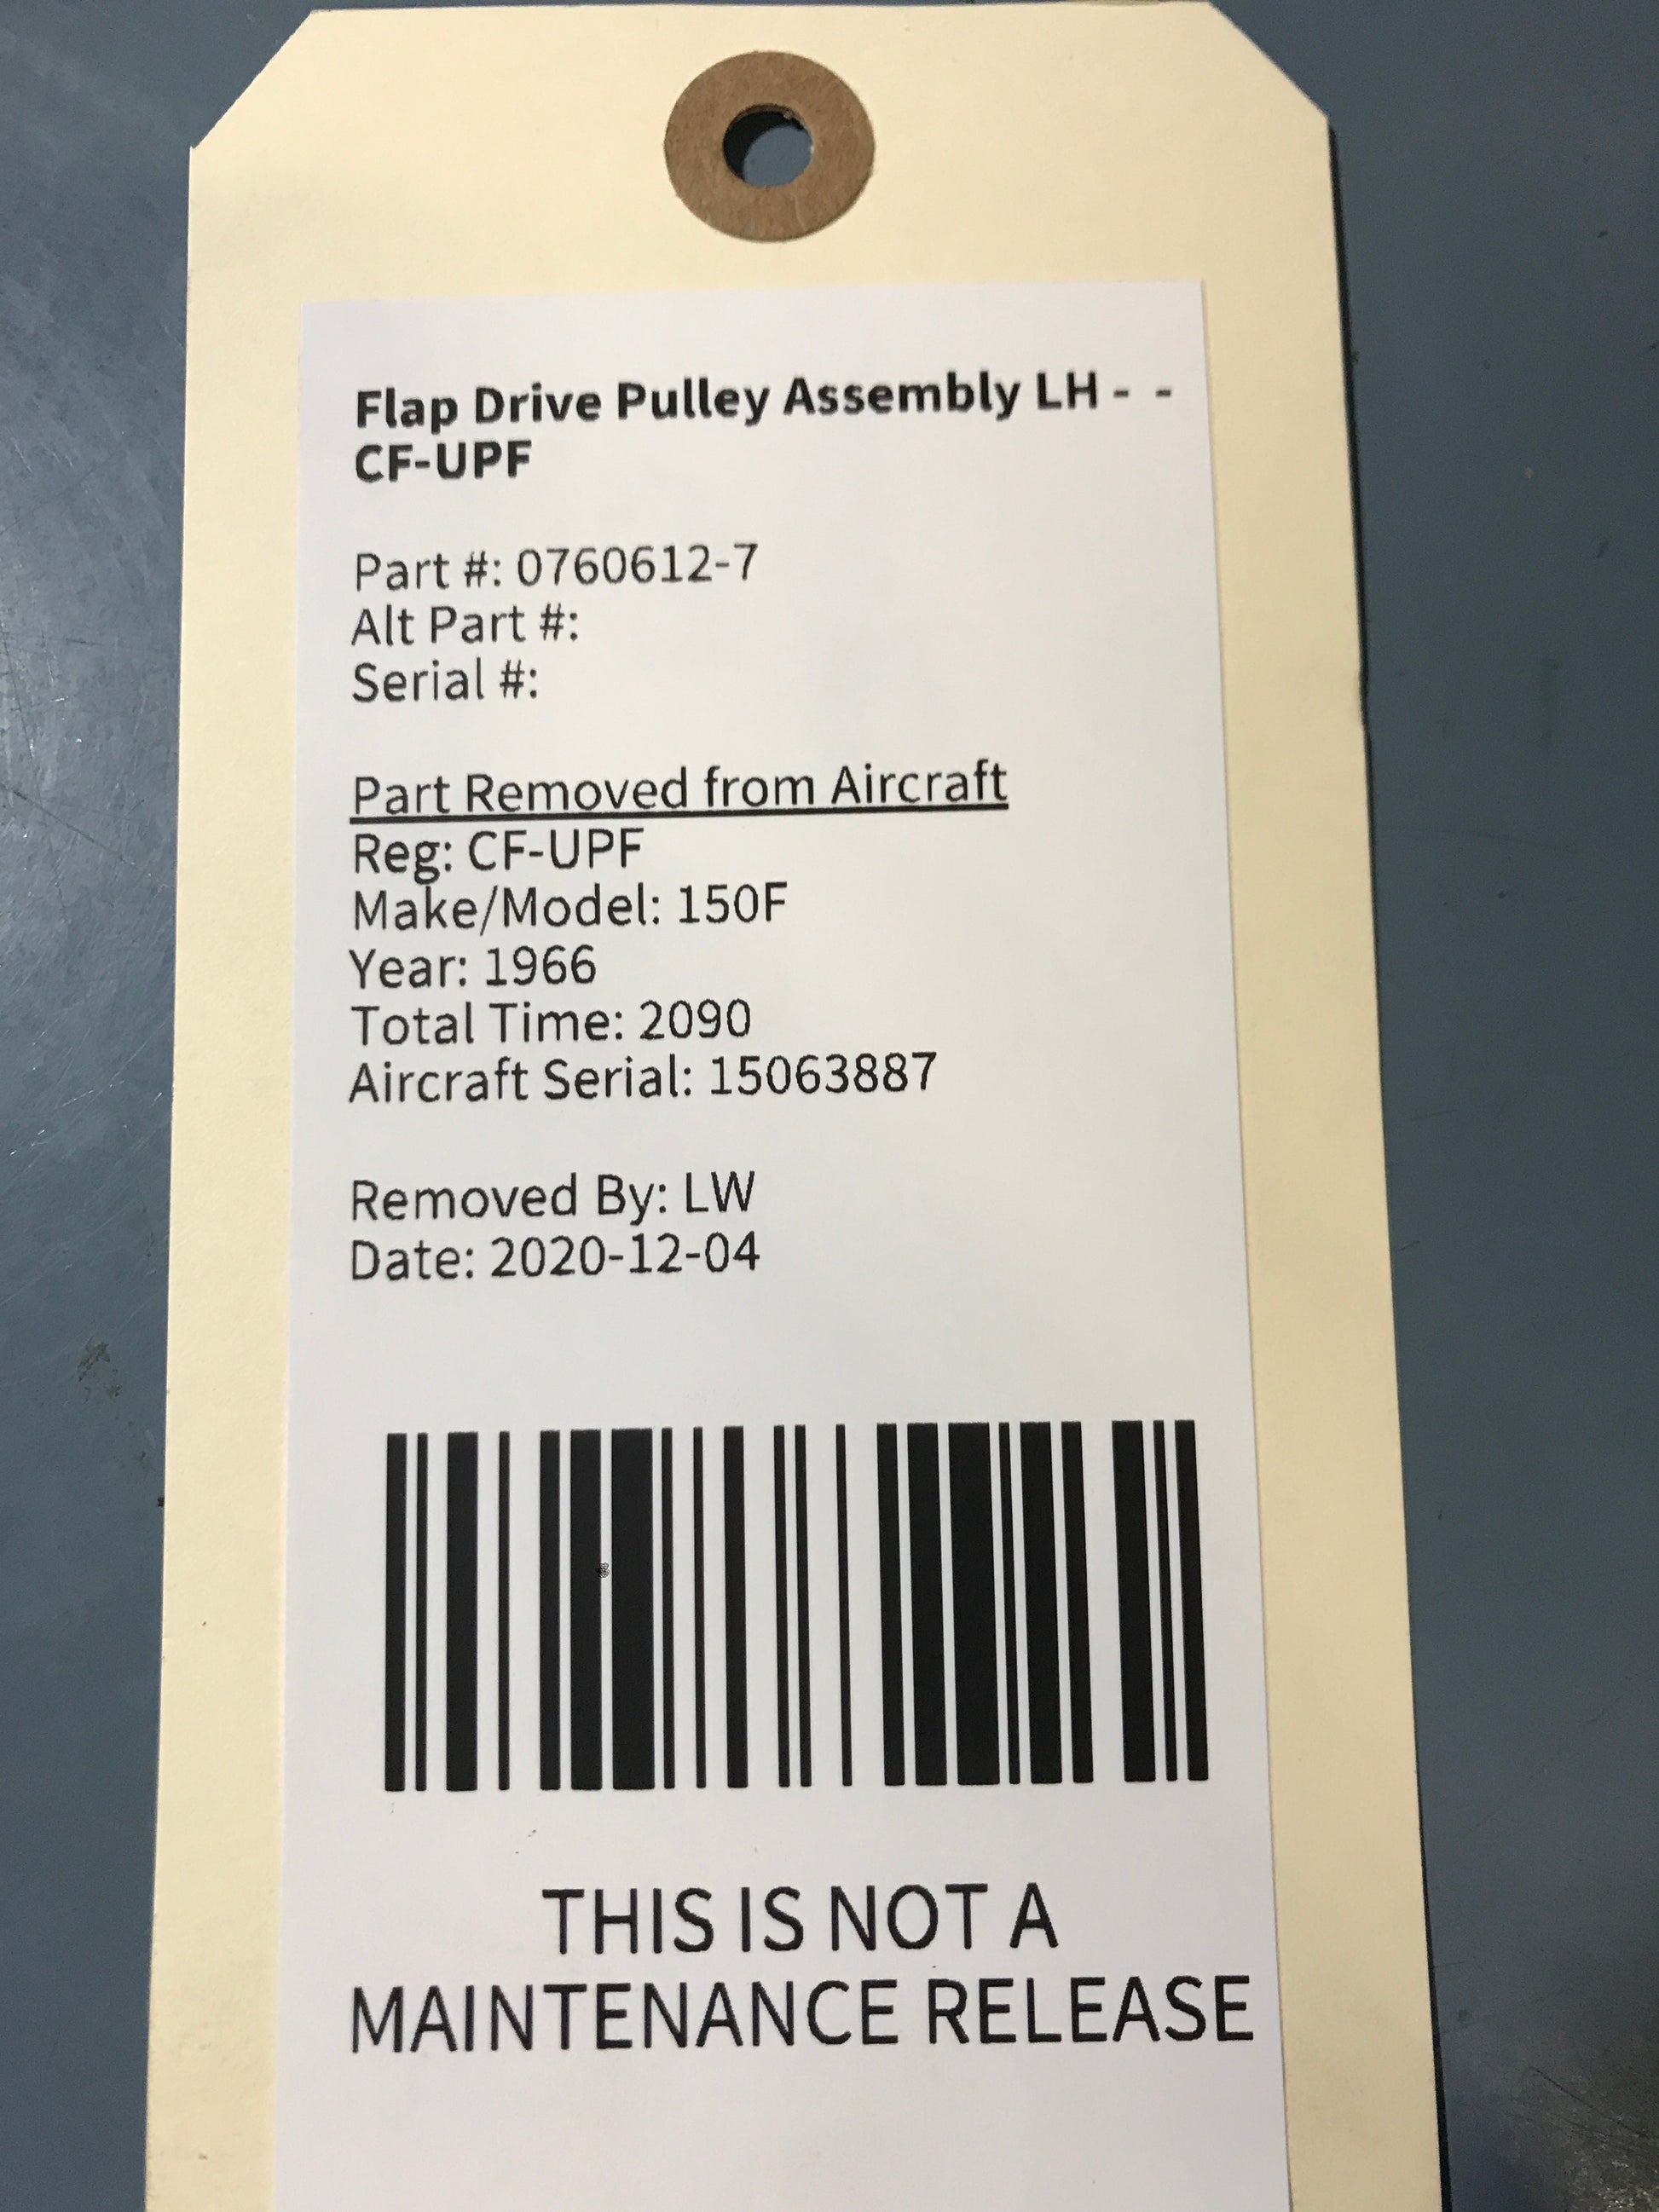 Flap Drive Pulley Assembly LH - -
CF-UPF
Part #: 0760612-7
Alt Part #:
Serial #:
Part Removed from Aircraft
Reg: CF-UPF
Make/Model: 150F
Year: 1966
Total Time: 2090
Aircraft Serial: 15063887
Removed By: LW
Date: 2020-12-04
THIS IS NOT A
MAINTENANCE RELEASE